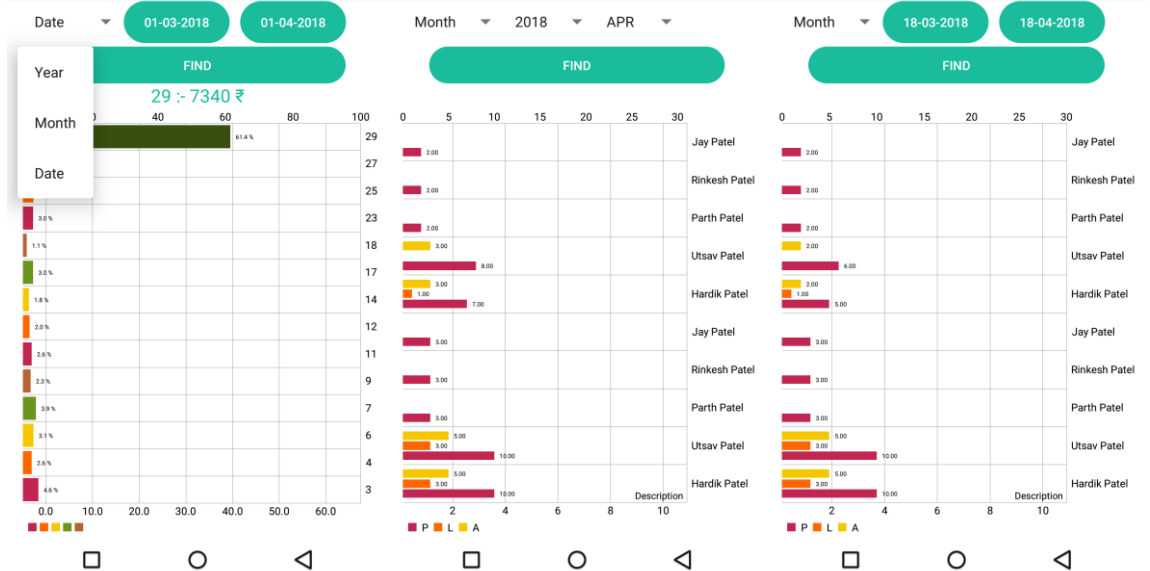 Date 01-03-2018 01-04-2018
Year
Month
Date
FIND
29 :- 7340 ₹
0 40 60 80 100
61.4 % 29
27
25
3.0 % 23
1.1 % 18
3.0 % 17
1.8 % 14
2.0 % 12
2.6 % 11
2.3 % 9
3.9 % 7
3.1 % 6
2.6 % 4
4.6 % 3
0.0 10.0 20.0 30.0 40.0 50.0
Month 2018 APR
FIND
0 5 10 15 20 25 30
Jay Patel
2.00
Rinkesh Patel
2.00
Parth Patel
2.00
3.00
Utsav Patel
8.00
3.00
1.00 Hardik Patel
7.00
Jay Patel
3.00
Rinkesh Patel
3.00
Parth Patel
3.00
5.00
3.00 Utsav Patel
10.00
5.00
3.00 Hardik Patel
10.00 Description
2 4 6 8 10
P L A
Month 18-03-2018 18-04-2018
FIND
0 5 10 15 20 25 30
Jay Patel
2.00
Rinkesh Patel
2.00
Parth Patel
2.00
2.00
Utsav Patel
6.00
2.00
1.00 Hardik Patel
5.00
Jay Patel
3.00
Rinkesh Patel
3.00
Parth Patel
3.00
5.00
3.00 Utsav Patel
10.00
5.00
3.00 Hardik Patel
10.00 Description
2 4 6 8 10
P L A